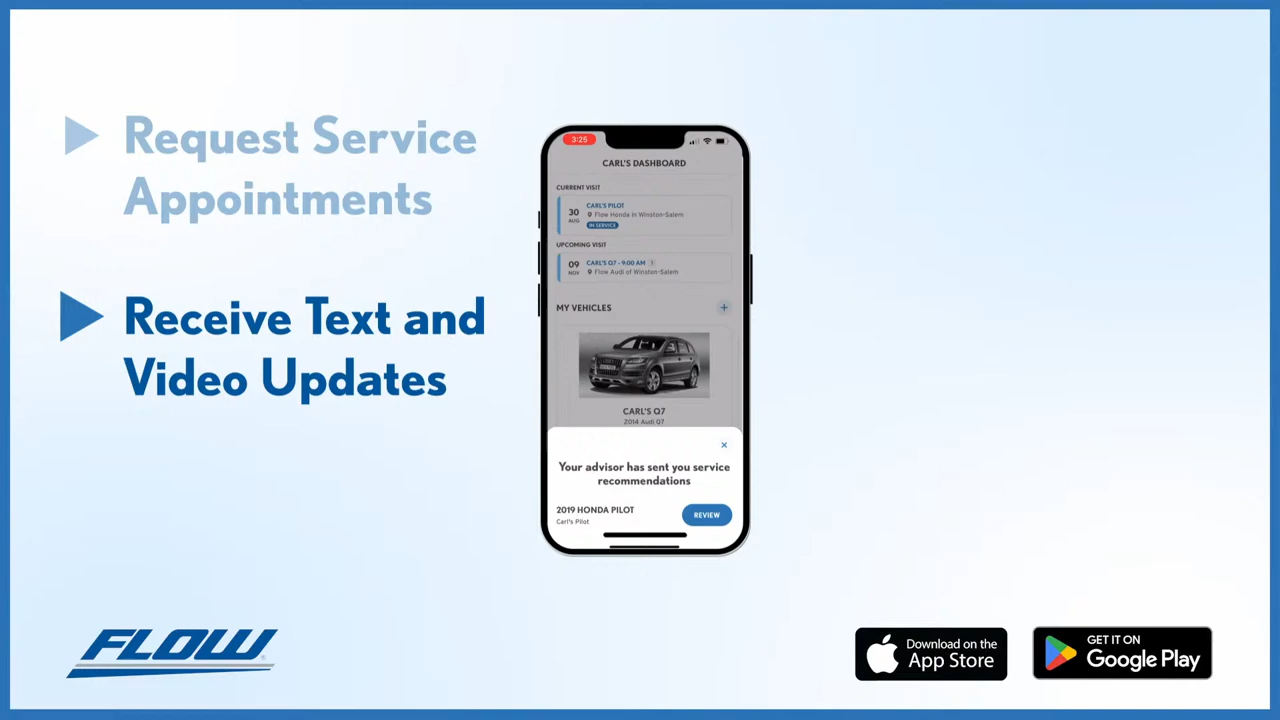 Request Service
Appointments
Receive Text and
Video Updates
3:25
CARL'S DASHBOARD
CURRENT VISIT
30
AUG
CARL'S PILOT
Flow Honda in Winston-Salem
IN SERVICE
UPCOMING VISIT
09
NOV
CARL'S Q7 - 9:00 AM
Flow Audi of Winston-Salem
MY VEHICLES
+
CARL'S Q7
2014 Audi Q7
×
Your advisor has sent you service
recommendations
2019 HONDA PILOT
Carl's Pilot
REVIEW
FLOW
Download on the
App Store
GET IT ON
Google Play